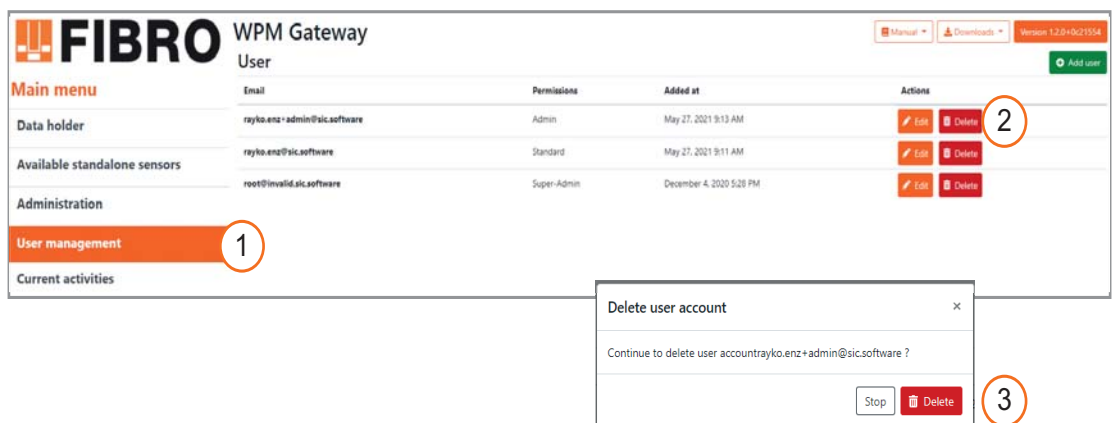 FIBRO WPM Gateway Manual Downloads Version 1.2.0+0c21554
User Add user
Main menu Email Permissions Added at Actions
Data holder rayko.enz+admin@sic.software Admin May 27, 2021 9:13 AM Edit Delete 2
Available standalone sensors rayko.enz@sic.software Standard May 27, 2021 9:11 AM Edit Delete
Administration root@invalid.sic.software Super-Admin December 4, 2020 5:28 PM Edit Delete
User management 1
Current activities
Delete user account ×
Continue to delete user accountrayko.enz+admin@sic.software ?
Stop Delete 3